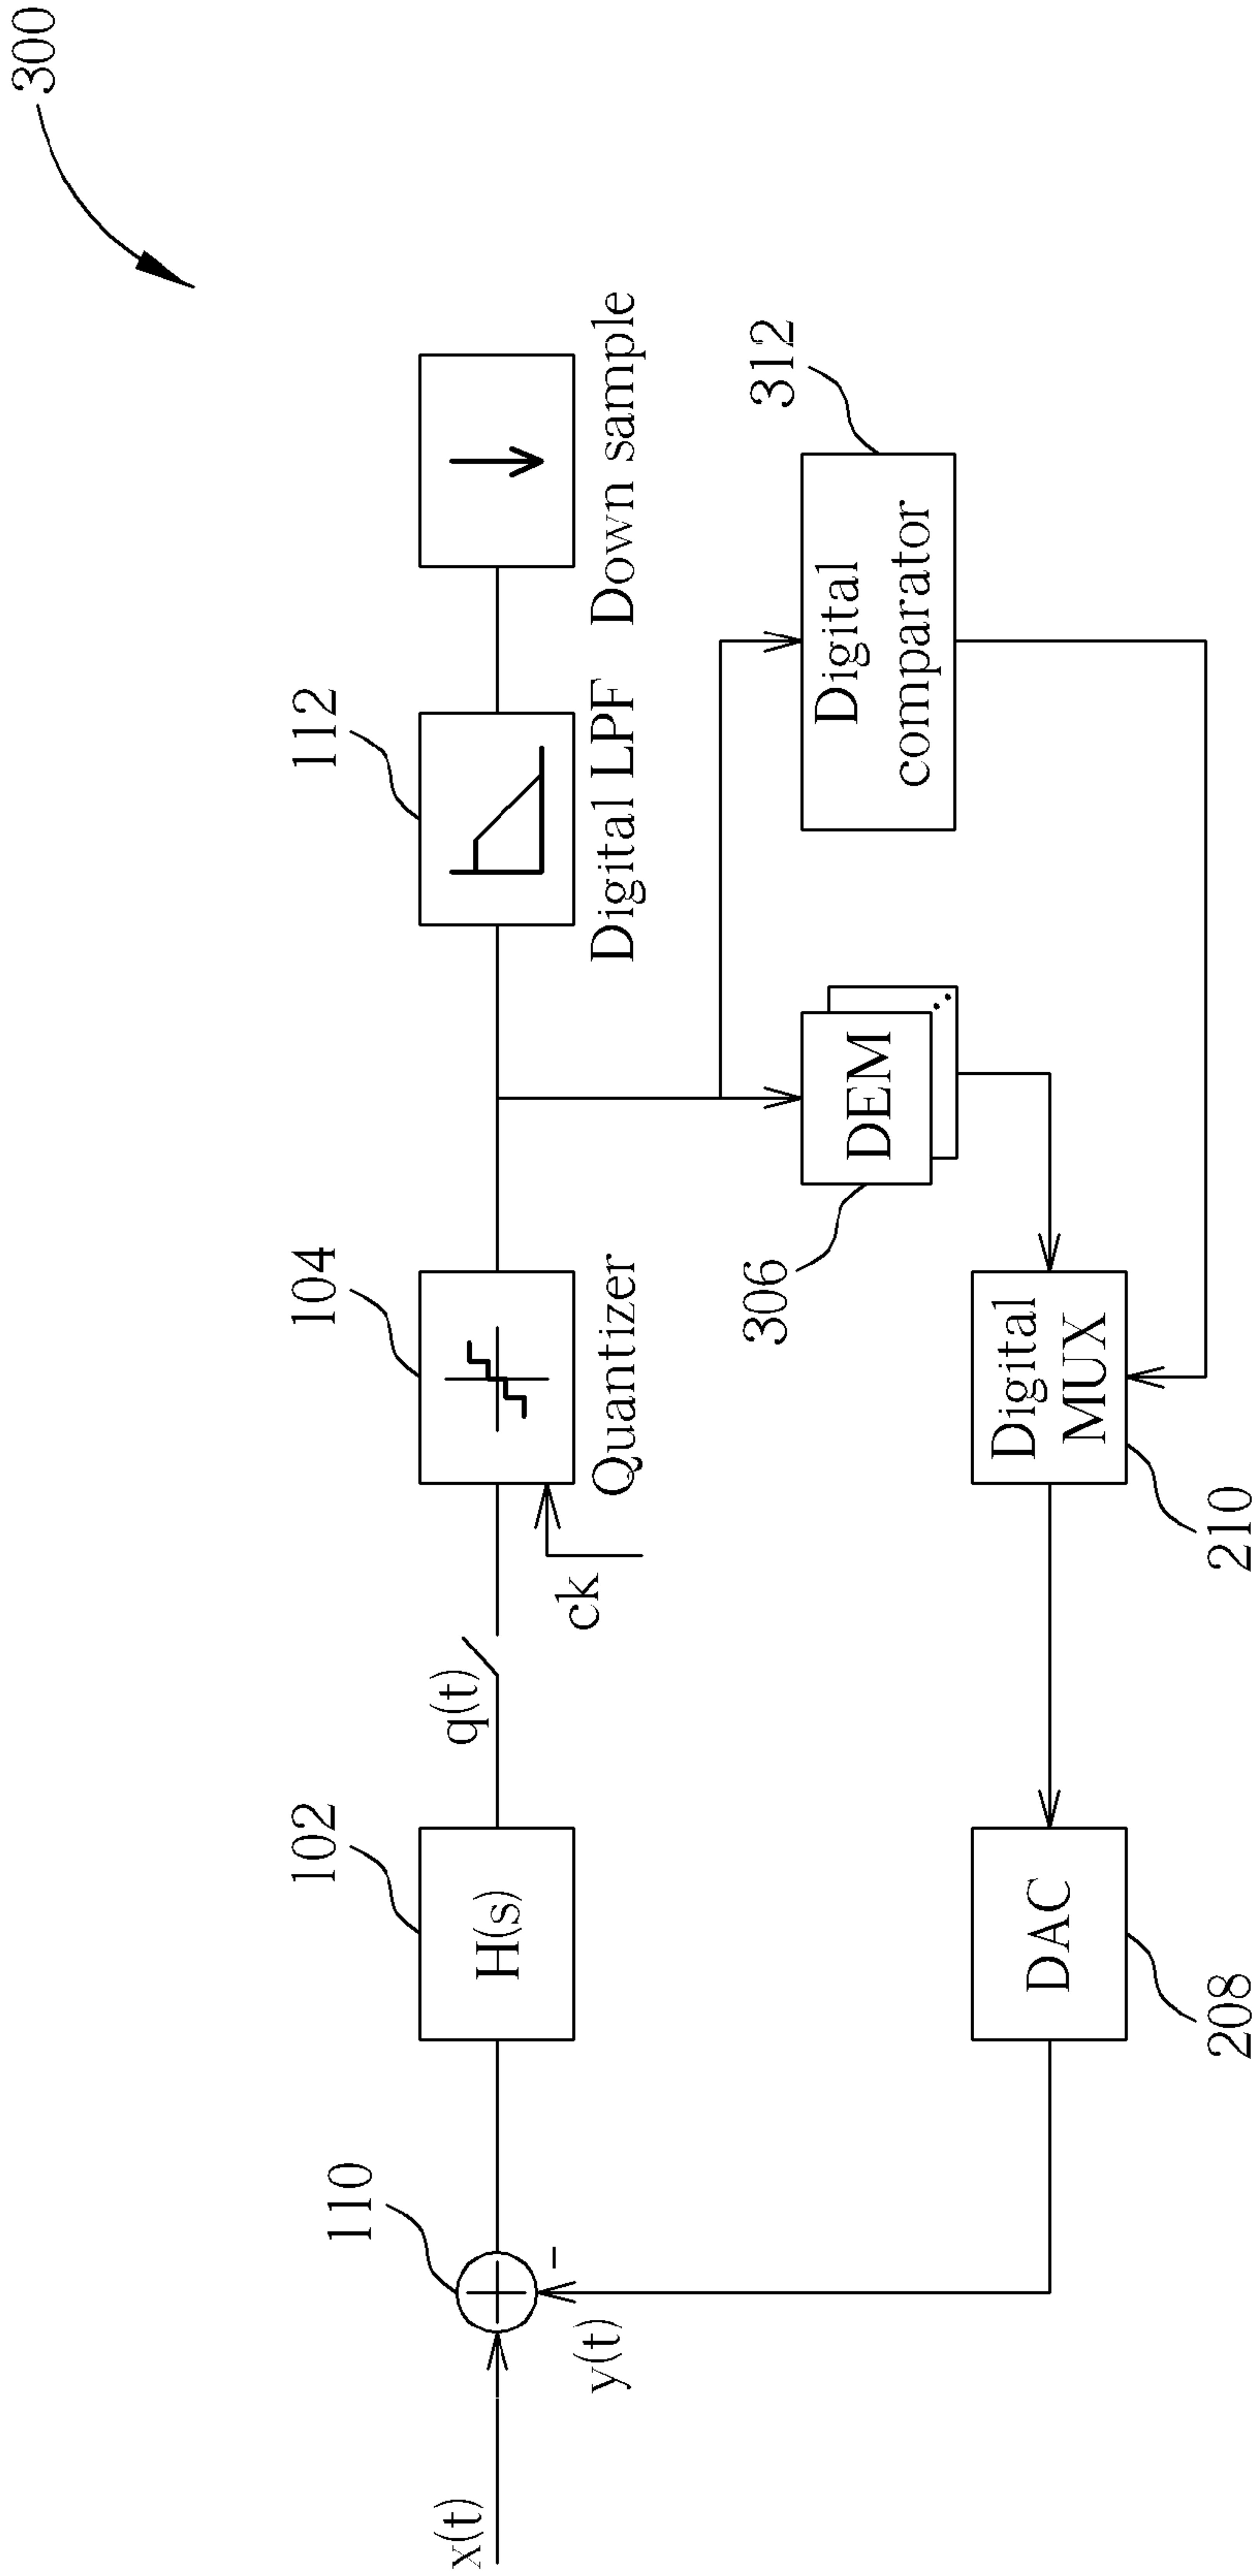 300
x(t)
110
y(t)
-
102
H(s)
q(t)
ck
104
Quantizer
112
Digital LPF
Down sample
306
DEM
312
Digital
comparator
Digital
MUX
210
DAC
208